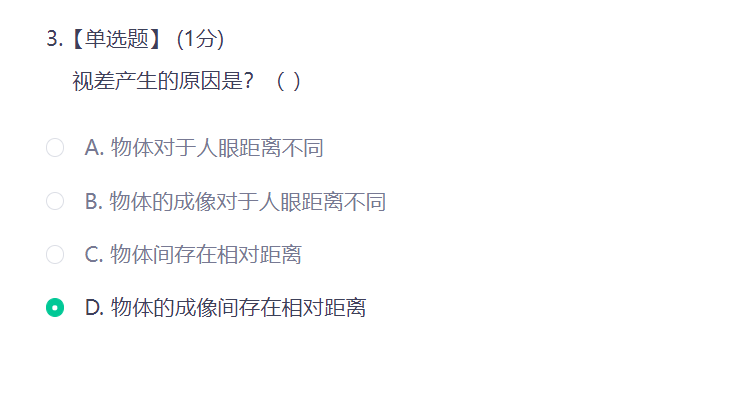 3.【单选题】 (1分)
视差产生的原因是？（ ）
A. 物体对于人眼距离不同
B. 物体的成像对于人眼距离不同
C. 物体间存在相对距离
D. 物体的成像间存在相对距离